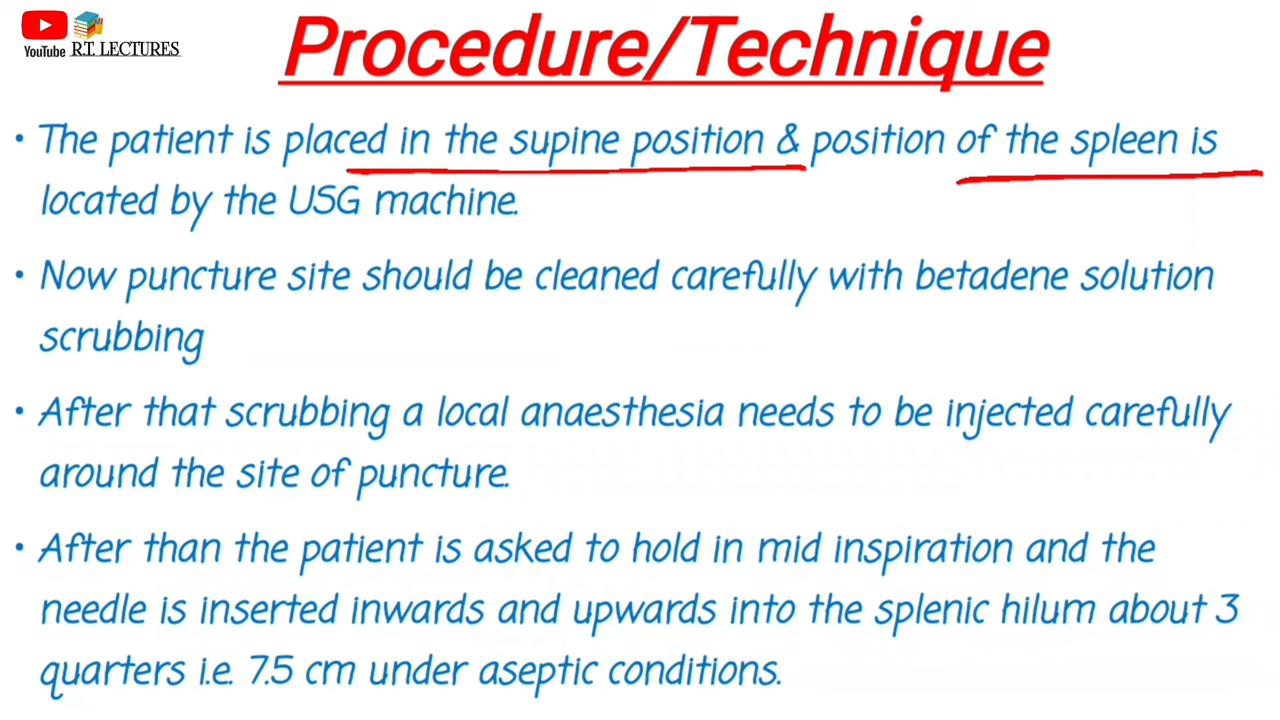 YouTube R.T. LECTURES
Procedure/Technique
• The patient is placed in the supine position & position of the spleen is
located by the USG machine.
• Now puncture site should be cleaned carefully with betadene solution
scrubbing
• After that scrubbing a local anaesthesia needs to be injected carefully
around the site of puncture.
• After than the patient is asked to hold in mid inspiration and the
needle is inserted inwards and upwards into the splenic hilum about 3
quarters i.e. 7.5 cm under aseptic conditions.